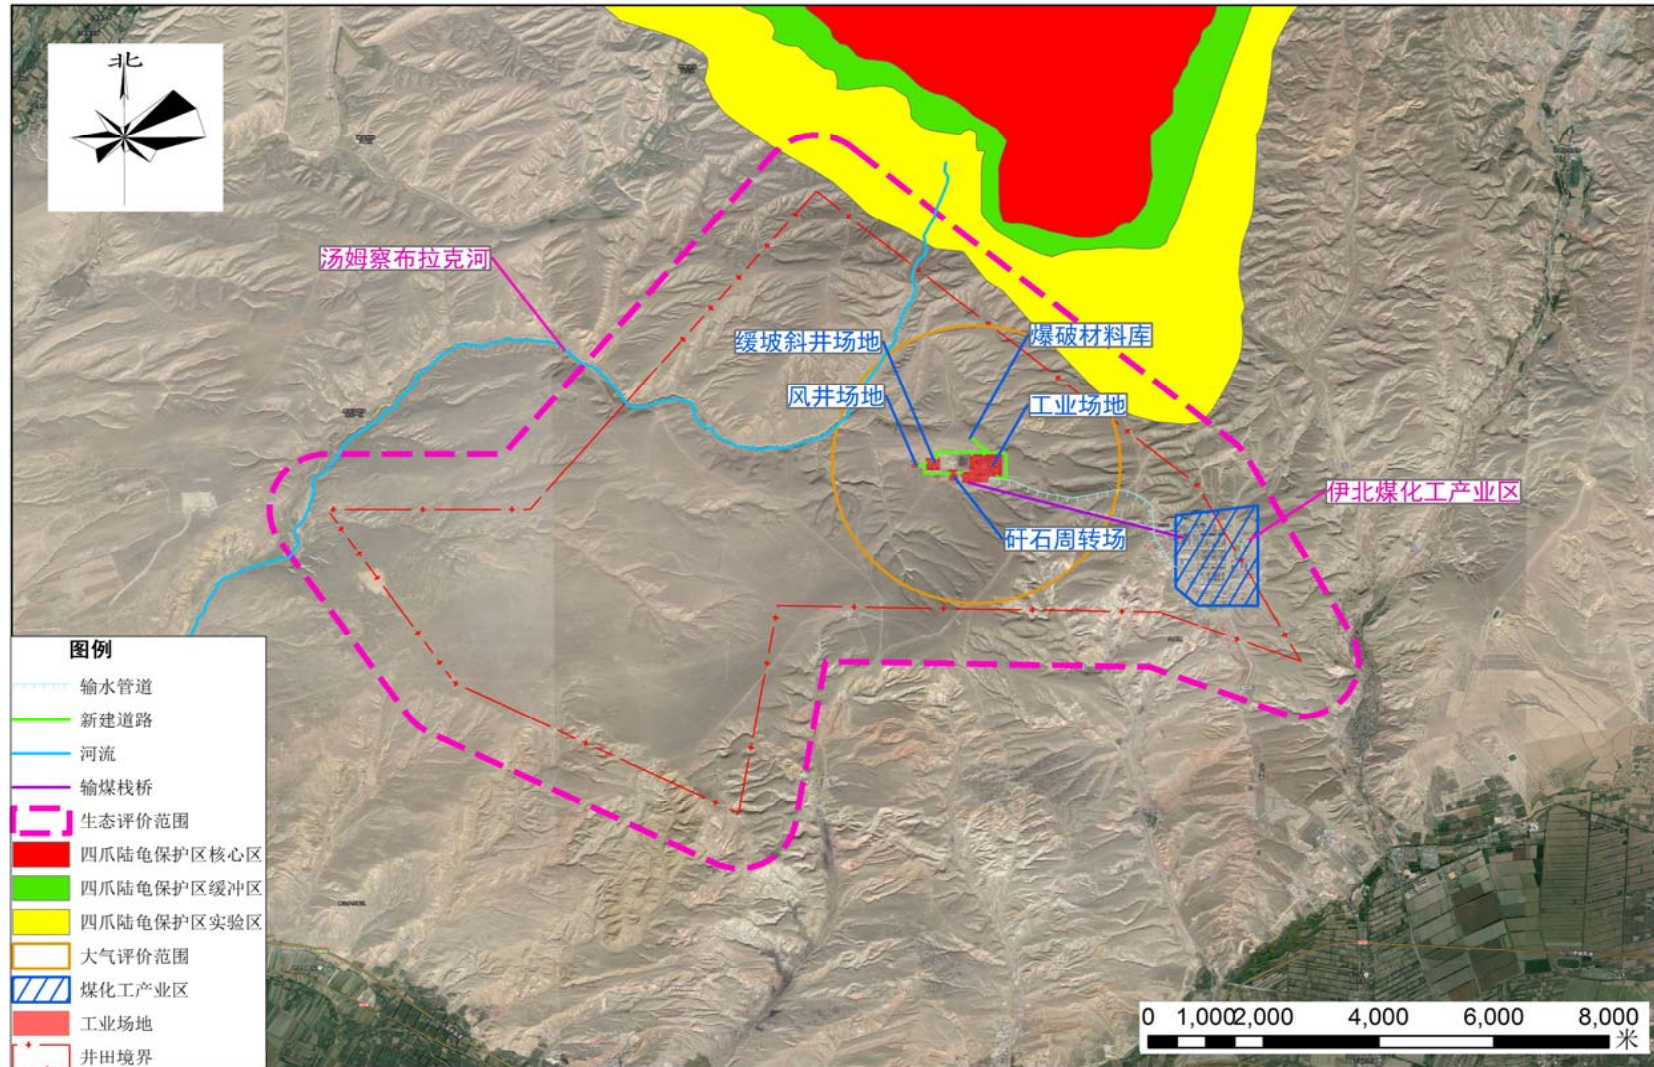 北
汤姆察布拉克河
缓坡斜井场地
爆破材料库
风井场地
工业场地
伊北煤化工产业区
矸石周转场
图例
输水管道
新建道路
河流
输煤栈桥
生态评价范围
四爪陆龟保护区核心区
四爪陆龟保护区缓冲区
四爪陆龟保护区实验区
大气评价范围
煤化工产业区
工业场地
井田境界
0 1,000 2,000 4,000 6,000 8,000
米